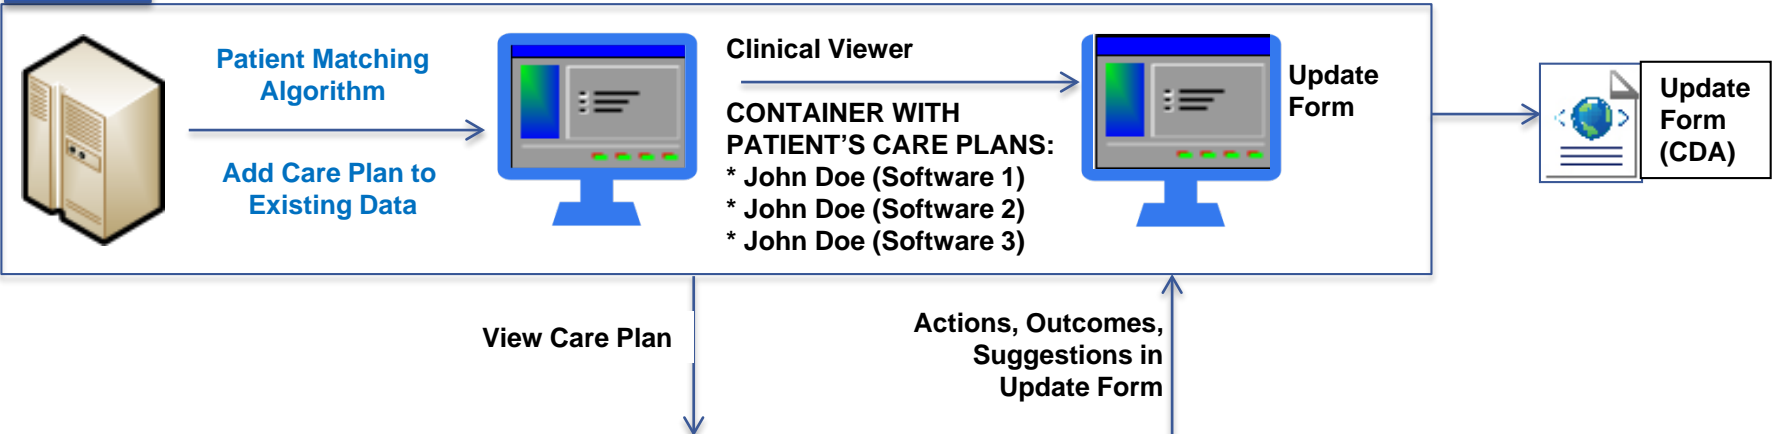 Patient Matching
Algorithm
Add Care Plan to
Existing Data
Clinical Viewer
CONTAINER WITH
PATIENT’S CARE PLANS:
* John Doe (Software 1)
* John Doe (Software 2)
* John Doe (Software 3)
Update
Form
Update
Form
(CDA)
View Care Plan
Actions, Outcomes,
Suggestions in
Update Form